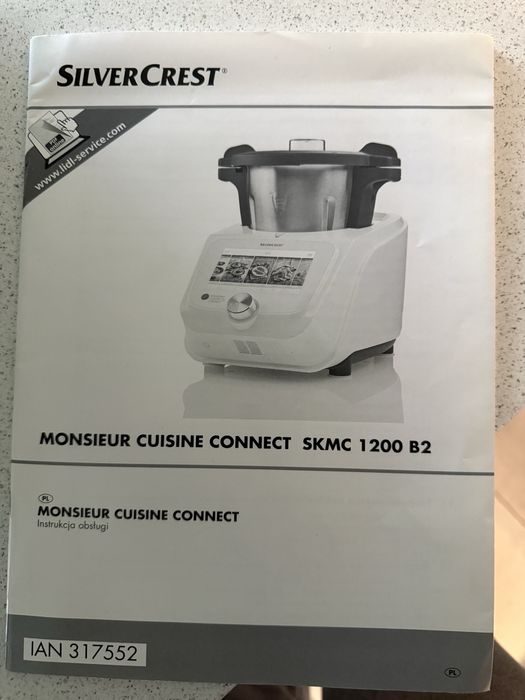 SILVERCREST®
www.lidl-service.com
SILVERCREST
MONSIEUR CUISINE CONNECT SKMC 1200 B2
PL
MONSIEUR CUISINE CONNECT
Instrukcja obsługi
IAN 317552
PL